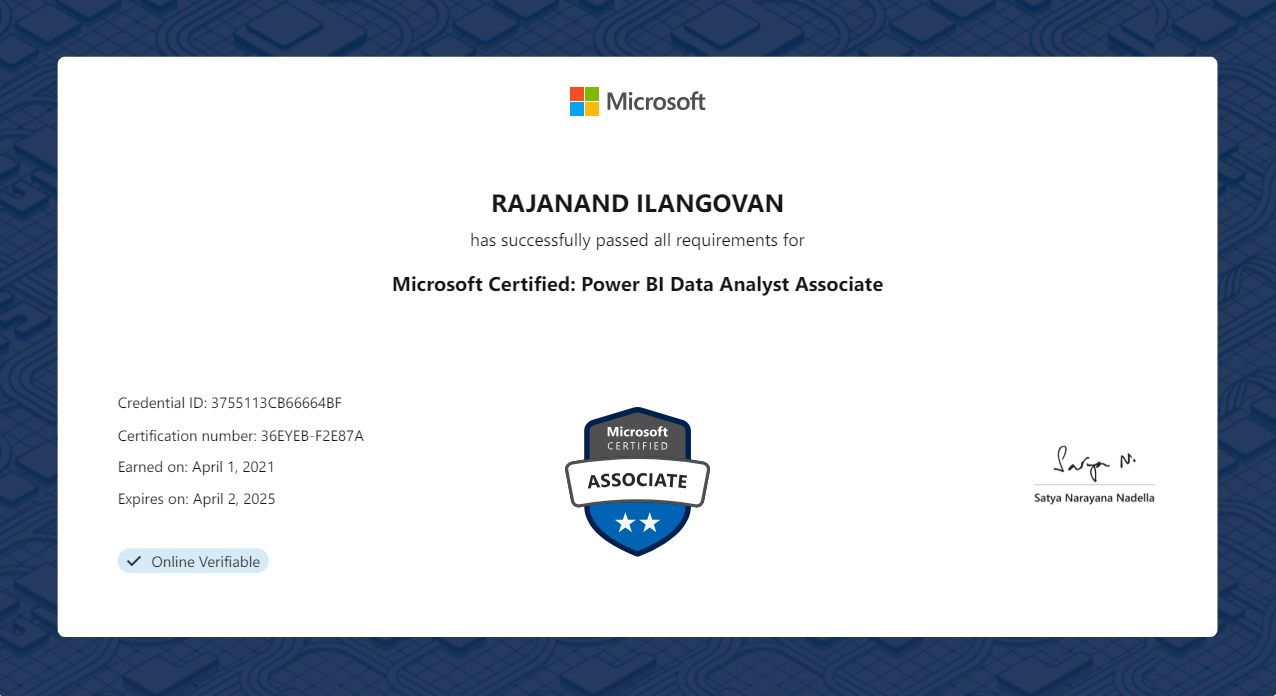 Microsoft
RAJANAND ILANGOVAN
has successfully passed all requirements for
Microsoft Certified: Power BI Data Analyst Associate
Credential ID: 3755113CB66664BF
Certification number: 36EYEB-F2E87A
Earned on: April 1, 2021
Expires on: April 2, 2025
Online Verifiable
Microsoft
CERTIFIED
ASSOCIATE
Satya N.
Satya Narayana Nadella